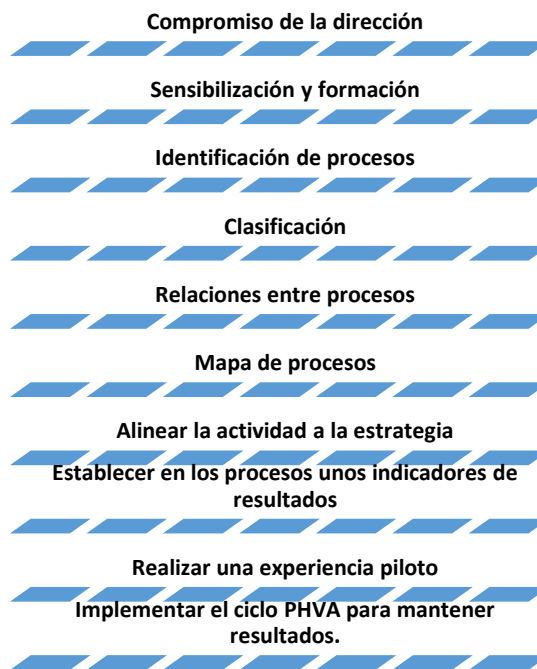 Compromiso de la dirección
Sensibilización y formación
Identificación de procesos
Clasificación
Relaciones entre procesos
Mapa de procesos
Alinear la actividad a la estrategia
Establecer en los procesos unos indicadores de
resultados
Realizar una experiencia piloto
Implementar el ciclo PHVA para mantener
resultados.